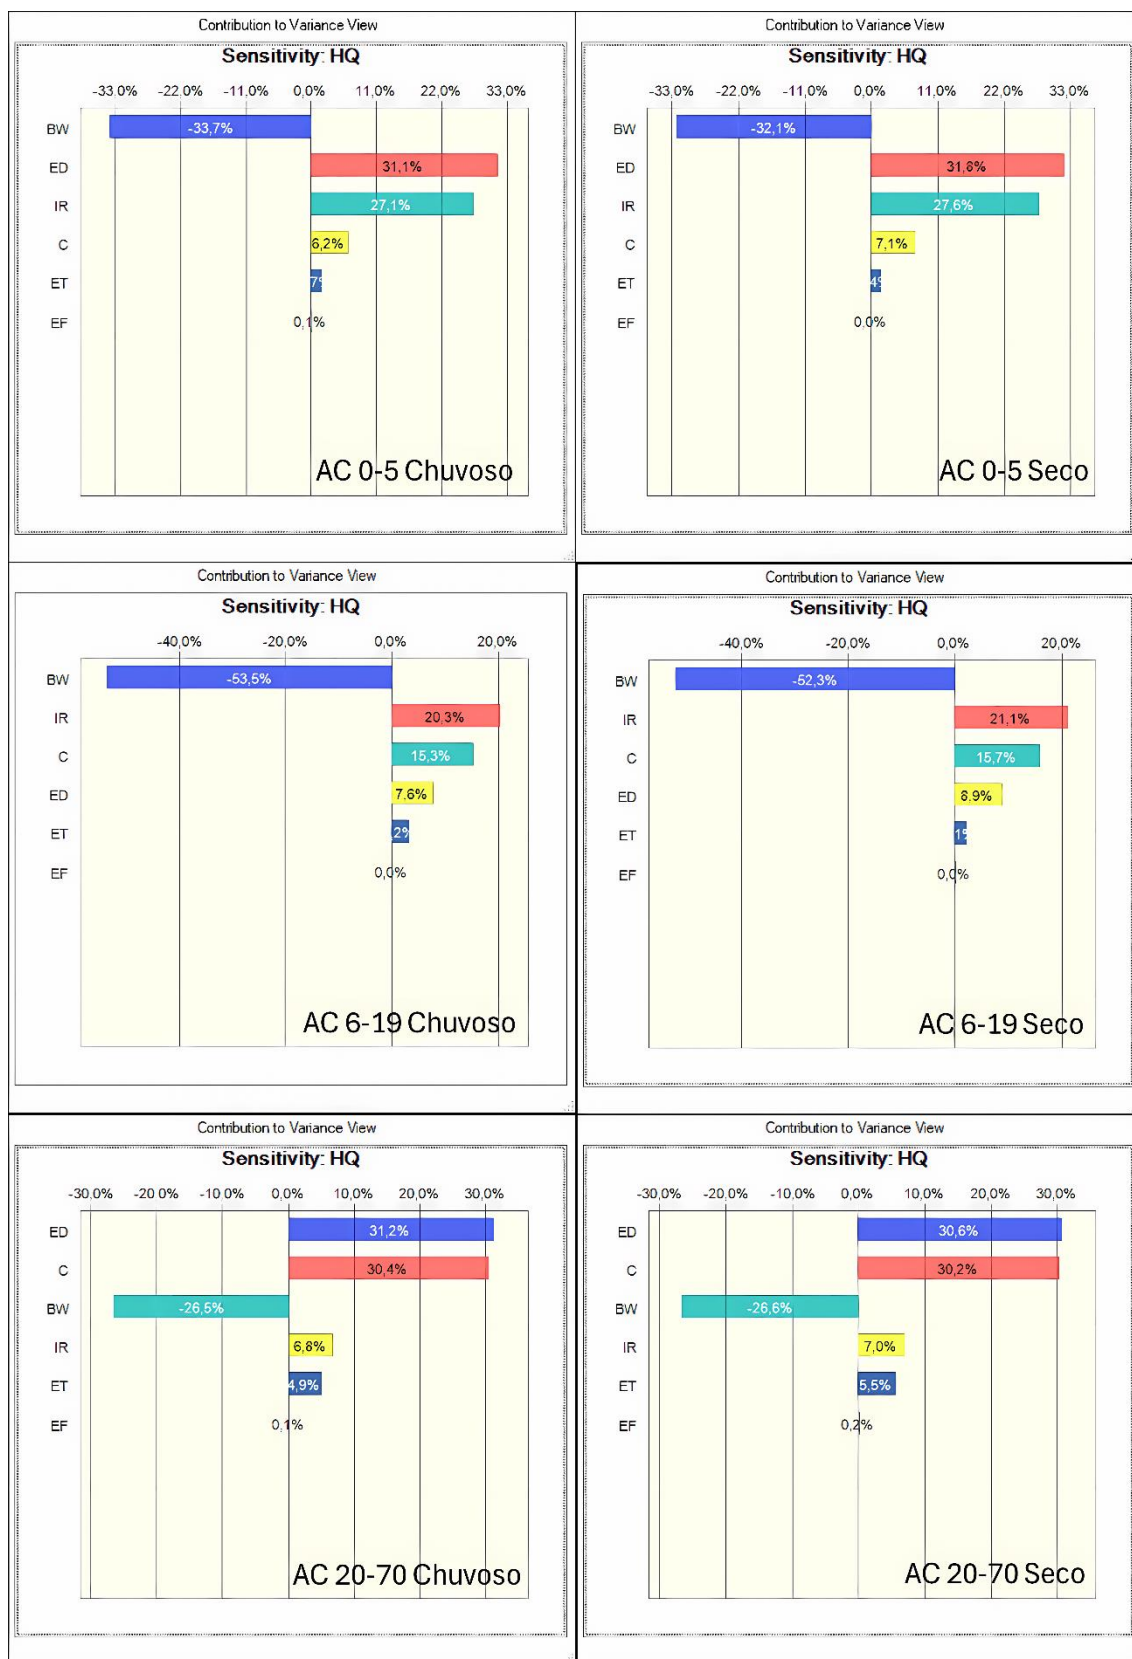 Contribution to Variance View
Sensitivity: HQ
-33,0% -22,0% -11,0% 0,0% 11,0% 22,0% 33,0%
BW -33,7%
ED 31,1%
IR 27,1%
C 6,2%
ET 7%
EF 0,1%
AC 0-5 Chuvoso
Contribution to Variance View
Sensitivity: HQ
-33,0% -22,0% -11,0% 0,0% 11,0% 22,0% 33,0%
BW -32,1%
ED 31,8%
IR 27,6%
C 7,1%
ET 4%
EF 0,0%
AC 0-5 Seco
Contribution to Variance View
Sensitivity: HQ
-40,0% -20,0% 0,0% 20,0%
BW -53,5%
IR 20,3%
C 15,3%
ED 7,6%
ET ,2%
EF 0,0%
AC 6-19 Chuvoso
Contribution to Variance View
Sensitivity: HQ
-40,0% -20,0% 0,0% 20,0%
BW -52,3%
IR 21,1%
C 15,7%
ED 8,9%
ET 1%
EF 0,0%
AC 6-19 Seco
Contribution to Variance View
Sensitivity: HQ
-30,0% -20,0% -10,0% 0,0% 10,0% 20,0% 30,0%
ED 31,2%
C 30,4%
BW -26,5%
IR 6,8%
ET 4,9%
EF 0,1%
AC 20-70 Chuvoso
Contribution to Variance View
Sensitivity: HQ
-30,0% -20,0% -10,0% 0,0% 10,0% 20,0% 30,0%
ED 30,6%
C 30,2%
BW -26,6%
IR 7,0%
ET 5,5%
EF 0,2%
AC 20-70 Seco